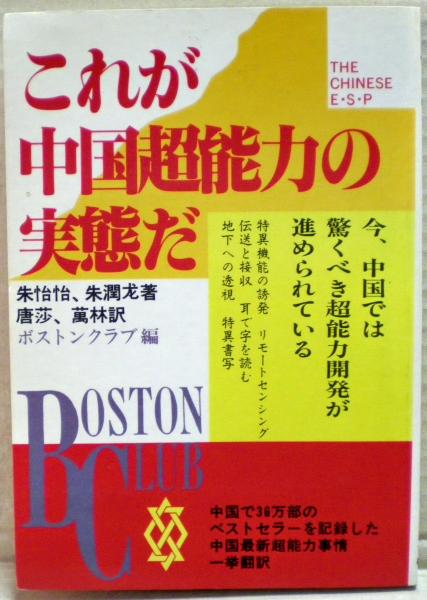 これが
中国超能力の
実態だ
THE
CHINESE
E・S・P
今、中国では
驚くべき超能力開発が
進められている
特異機能の誘発　リモートセンシング
伝送と接収　耳で字を読む
地下への透視　特異書写
朱怡怡、朱潤戈著
唐莎、萬林訳
ボストンクラブ編
BOSTON
CLUB
中国で30万部の
ベストセラーを記録した
中国最新超能力事情
一挙翻訳